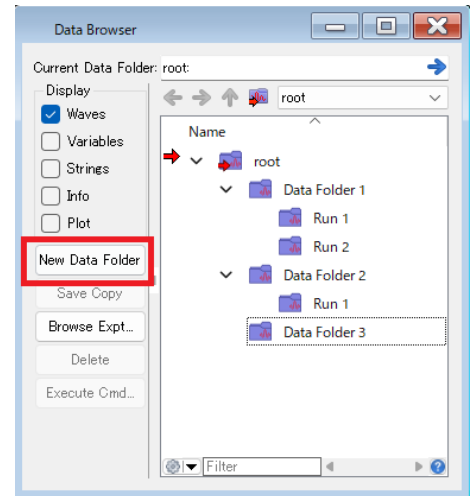 Data Browser
Current Data Folder: root:
Display
Waves
Variables
Strings
Info
Plot
New Data Folder
Save Copy
Browse Expt...
Delete
Execute Cmd...
root
Name
root
Data Folder 1
Run 1
Run 2
Data Folder 2
Run 1
Data Folder 3
Filter